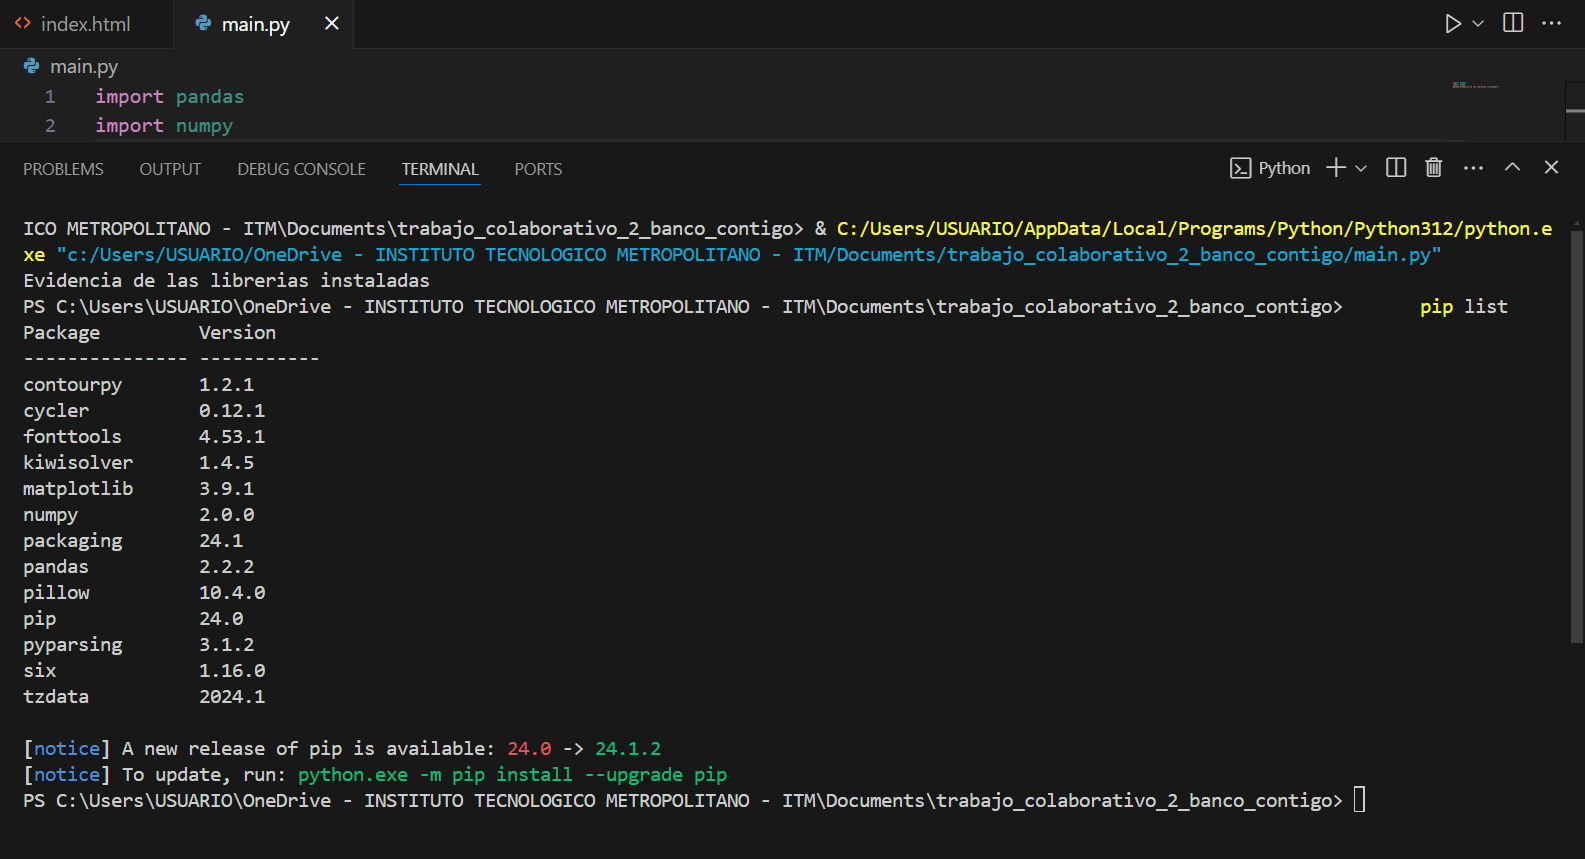 index.html
main.py
main.py
1 import pandas
2 import numpy
PROBLEMS OUTPUT DEBUG CONSOLE TERMINAL PORTS
Python
ICO METROPOLITANO - ITM\Documents\trabajo_colaborativo_2_banco_contigo> & C:/Users/USUARIO/AppData/Local/Programs/Python/Python312/python.e
xe "c:/Users/USUARIO/OneDrive - INSTITUTO TECNOLOGICO METROPOLITANO - ITM/Documents/trabajo_colaborativo_2_banco_contigo/main.py"
Evidencia de las librerias instaladas
PS C:\Users\USUARIO\OneDrive - INSTITUTO TECNOLOGICO METROPOLITANO - ITM\Documents\trabajo_colaborativo_2_banco_contigo> pip list
Package Version
--------------- -----------
contourpy 1.2.1
cycler 0.12.1
fonttools 4.53.1
kiwisolver 1.4.5
matplotlib 3.9.1
numpy 2.0.0
packaging 24.1
pandas 2.2.2
pillow 10.4.0
pip 24.0
pyparsing 3.1.2
six 1.16.0
tzdata 2024.1
[notice] A new release of pip is available: 24.0 -> 24.1.2
[notice] To update, run: python.exe -m pip install --upgrade pip
PS C:\Users\USUARIO\OneDrive - INSTITUTO TECNOLOGICO METROPOLITANO - ITM\Documents\trabajo_colaborativo_2_banco_contigo>